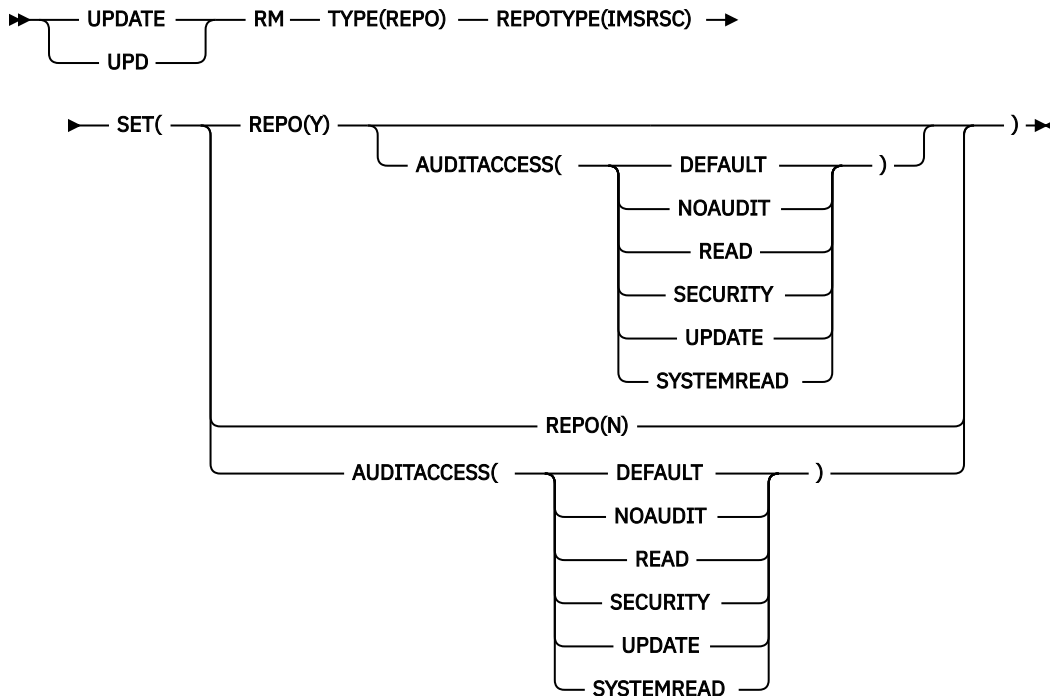 UPDATE RM TYPE(REPO) REPOTYPE(IMSRSC)
UPD
SET( REPO(Y) )
AUDITACCESS( DEFAULT )
NOAUDIT
READ
SECURITY
UPDATE
SYSTEMREAD
REPO(N)
AUDITACCESS( DEFAULT )
NOAUDIT
READ
SECURITY
UPDATE
SYSTEMREAD